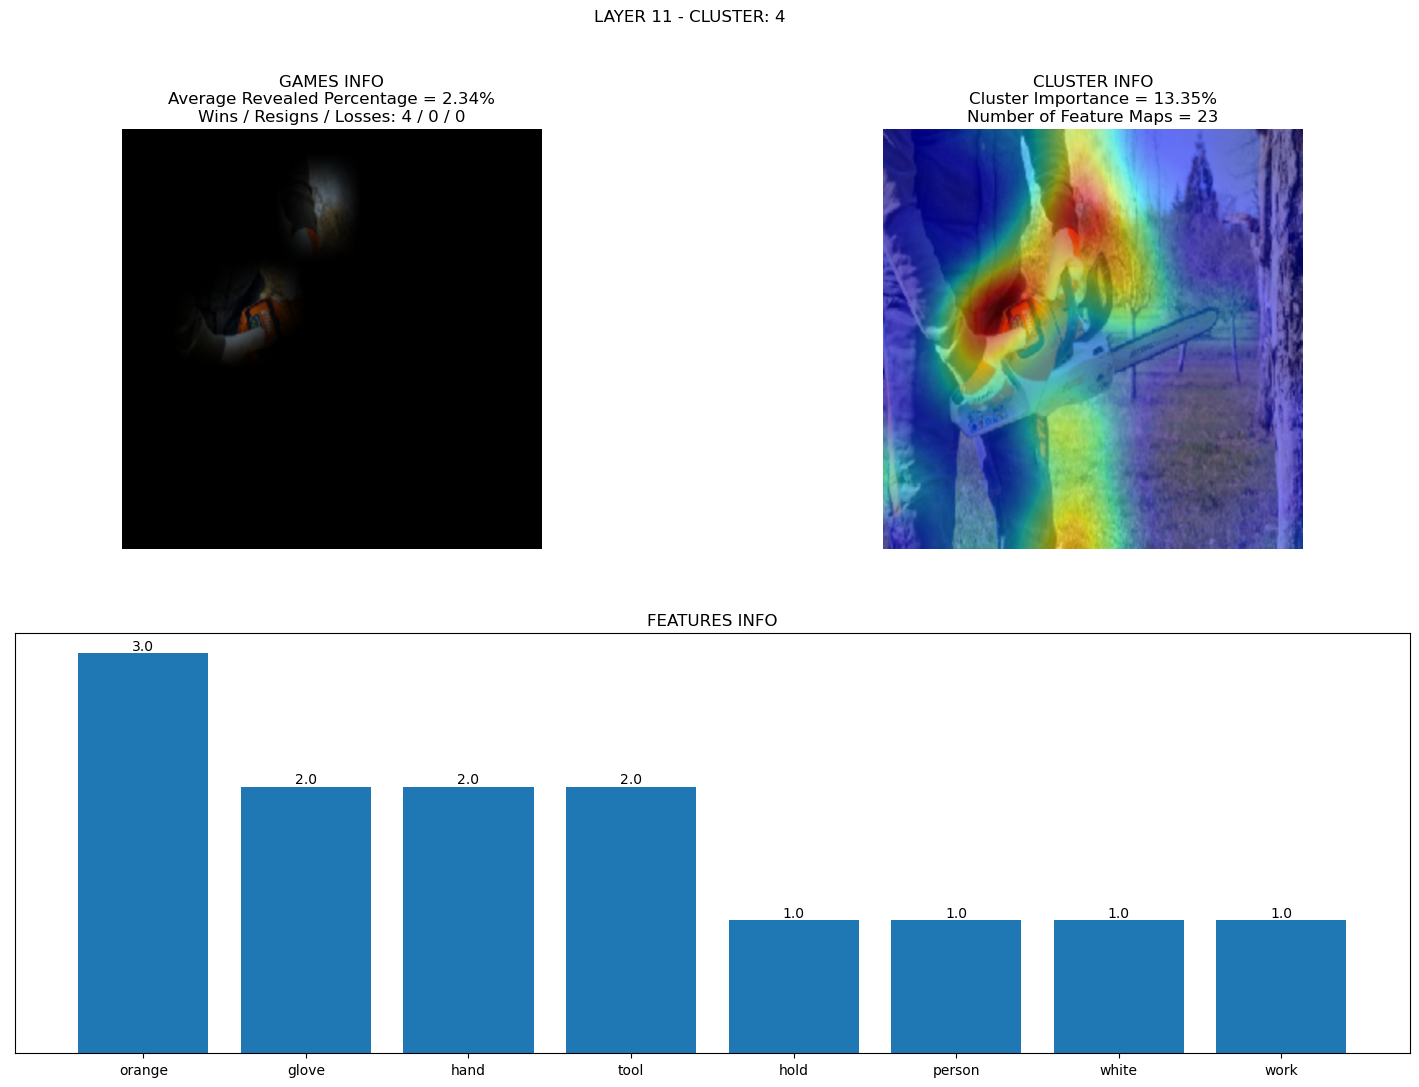 LAYER 11 - CLUSTER: 4
GAMES INFO
Average Revealed Percentage = 2.34%
Wins / Resigns / Losses: 4 / 0 / 0
CLUSTER INFO
Cluster Importance = 13.35%
Number of Feature Maps = 23
FEATURES INFO
3.0
2.0
2.0
2.0
1.0
1.0
1.0
1.0
orange
glove
hand
tool
hold
person
white
work